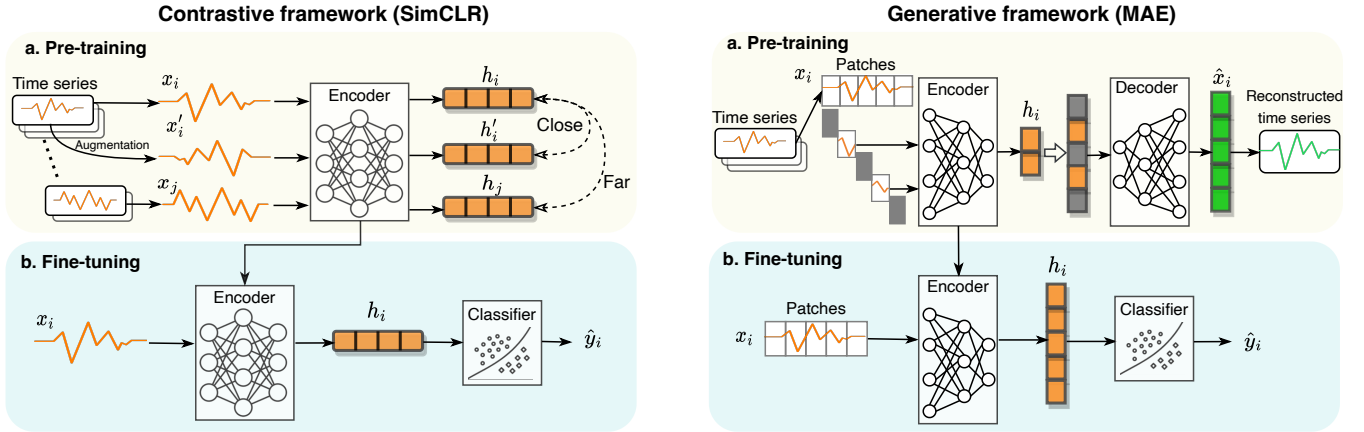 Contrastive framework (SimCLR)
a. Pre-training
Time series
Augmentation
x_i
x'_i
x_j
Encoder
h_i
h'_i
h_j
Close
Far
b. Fine-tuning
x_i
Encoder
h_i
Classifier
ŷ_i
Generative framework (MAE)
a. Pre-training
Time series
x_i
Patches
Encoder
h_i
Decoder
x̂_i
Reconstructed
time series
b. Fine-tuning
x_i
Patches
Encoder
h_i
Classifier
ŷ_i